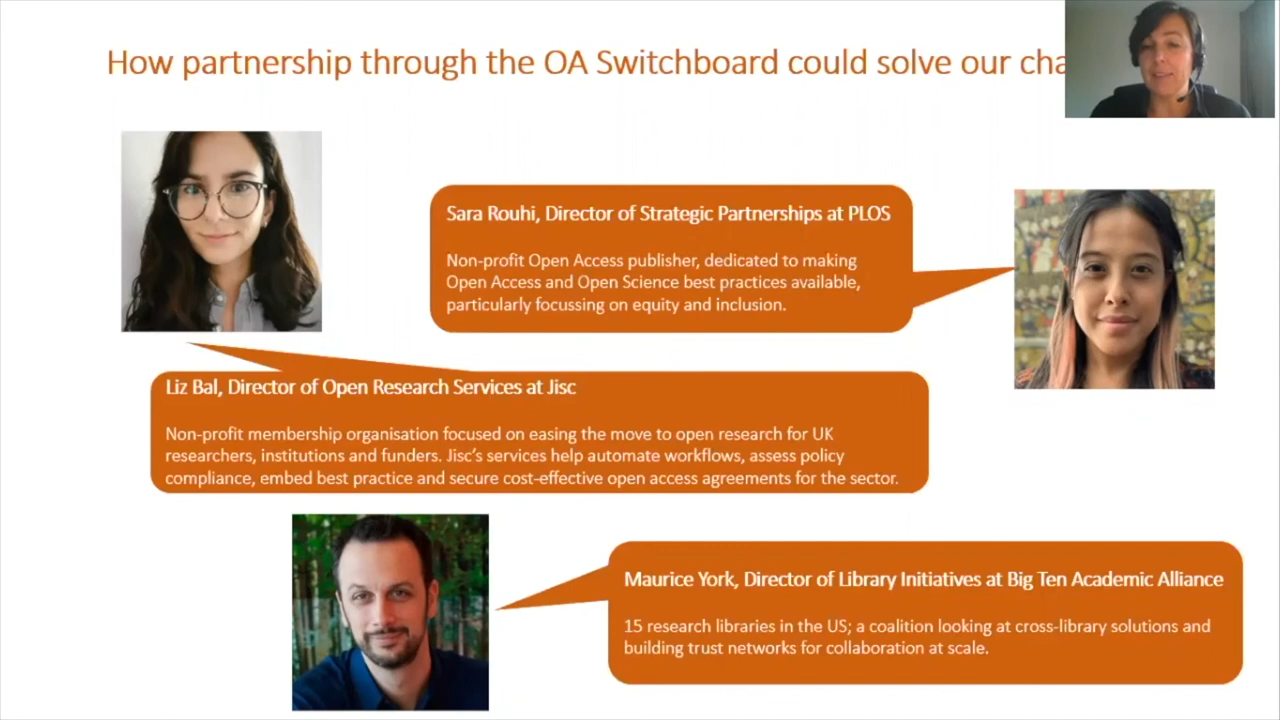 How partnership through the OA Switchboard could solve our cha
Sara Rouhi, Director of Strategic Partnerships at PLOS
Non-profit Open Access publisher, dedicated to making
Open Access and Open Science best practices available,
particularly focussing on equity and inclusion.
Liz Bal, Director of Open Research Services at Jisc
Non-profit membership organisation focused on easing the move to open research for UK
researchers, institutions and funders. Jisc's services help automate workflows, assess policy
compliance, embed best practice and secure cost-effective open access agreements for the sector.
Maurice York, Director of Library Initiatives at Big Ten Academic Alliance
15 research libraries in the US; a coalition looking at cross-library solutions and
building trust networks for collaboration at scale.